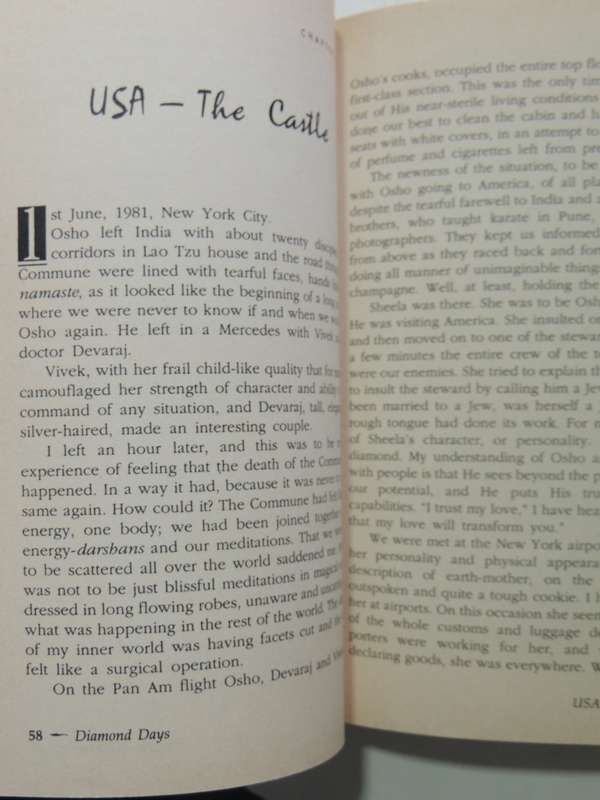 CHAPTER
USA — The Castle
1st June, 1981, New York City.
Osho left India with about twenty
corridors in Lao Tzu house and the road
Commune were lined with tearful faces, hands
namaste, as it looked like the beginning of a long
where we were never to know if and when we
Osho again. He left in a Mercedes with Vivek
doctor Devaraj.
Vivek, with her frail child-like quality that for
camouflaged her strength of character and ability
command of any situation, and Devaraj, tall,
silver-haired, made an interesting couple.
I left an hour later, and this was to be
experience of feeling that the death of the
happened. In a way it had, because it was never
same again. How could it? The Commune had
energy, one body; we had been joined together
energy-darshans and our meditations. That we
to be scattered all over the world saddened me.
was not to be just blissful meditations in magical
dressed in long flowing robes, unaware and
what was happening in the rest of the world. The
of my inner world was having facets cut and
felt like a surgical operation.
On the Pan Am flight Osho, Devaraj and
58 — Diamond Days
Osho's cooks, occupied the entire top
first-class section. This was the only
out of His near-sterile living conditions
done our best to clean the cabin and
seats with white covers, in an attempt to
of perfume and cigarettes left from
The newness of the situation, to be
with Osho going to America, of all
despite the tearful farewell to India and
brothers, who taught karate in Pune,
photographers. They kept us informed
from above as they raced back and
doing all manner of unimaginable
champagne. Well, at least, holding the
Sheela was there. She was to be
He was visiting America. She insulted
and then moved on to one of the
a few minutes the entire crew of the
were our enemies. She tried to explain
to insult the steward by calling him a
been married to a Jew, was herself a
rough tongue had done its work. For
of Sheela's character, or personality.
diamond. My understanding of Osho
with people is that He sees beyond the
our potential, and He puts His
capabilities. "I trust my love," I have
that my love will transform you."
We were met at the New York
her personality and physical
description of earth-mother, on the
outspoken and quite a tough cookie. I
her at airports. On this occasion she
of the whole customs and luggage
porters were working for her, and
declaring goods, she was everywhere.
USA